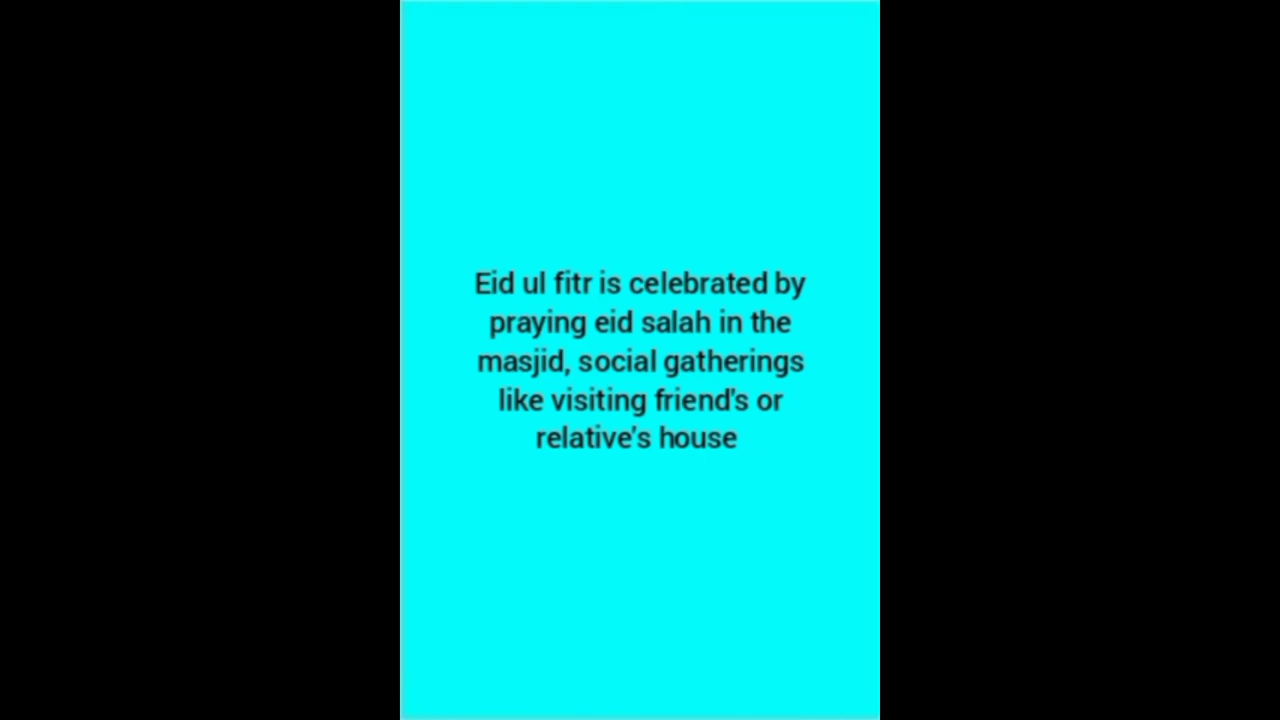 Eid ul fitr is celebrated by
praying eid salah in the
masjid, social gatherings
like visiting friend's or
relative's house